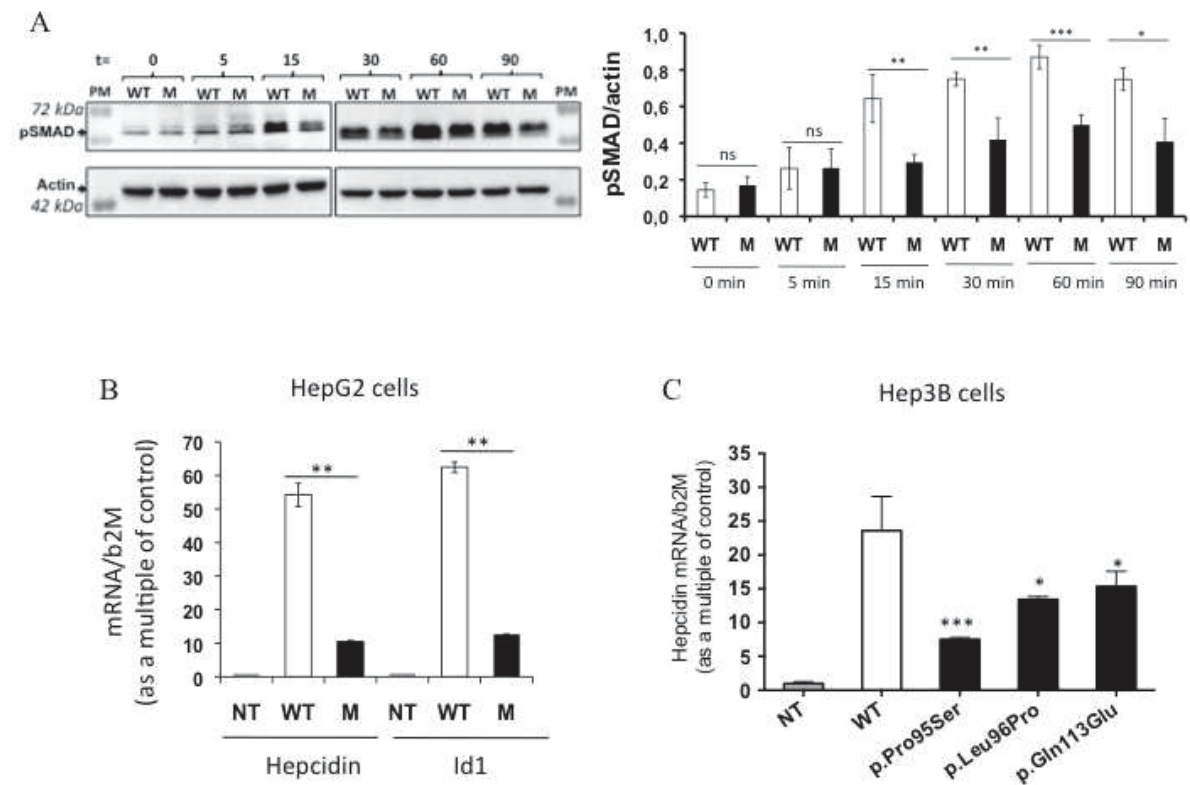 A
t= 0 5 15 30 60 90
PM WT M WT M WT M WT M WT M WT M PM
72 kDa
pSMAD
Actin
42 kDa
pSMAD/actin
1,0
0,8
0,6
0,4
0,2
0,0
ns ns ** ** *** *
WT M WT M WT M WT M WT M WT M
0 min 5 min 15 min 30 min 60 min 90 min
B
HepG2 cells
mRNA/b2M
(as a multiple of control)
70
60
50
40
30
20
10
0
** **
NT WT M NT WT M
Hepcidin Id1
C
Hep3B cells
Hepcidin mRNA/b2M
(as a multiple of control)
35
30
25
20
15
10
5
0
*** * *
NT WT p.Pro95Ser p.Leu96Pro p.Gln113Glu